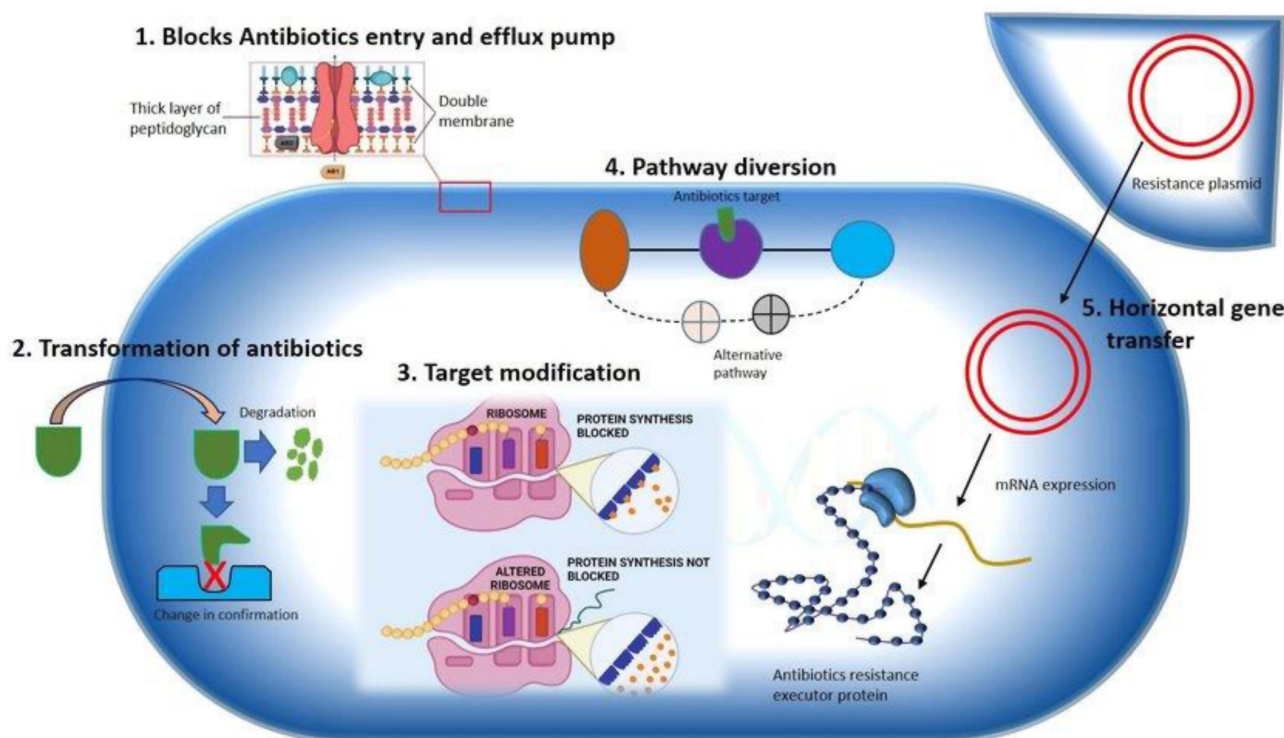 1. Blocks Antibiotics entry and efflux pump
Thick layer of
peptidoglycan
Double
membrane
AB1
4. Pathway diversion
Antibiotics target
Alternative
pathway
Resistance plasmid
5. Horizontal gene
transfer
2. Transformation of antibiotics
Degradation
Change in confirmation
3. Target modification
RIBOSOME
PROTEIN SYNTHESIS
BLOCKED
ALTERED
RIBOSOME
PROTEIN SYNTHESIS NOT
BLOCKED
mRNA expression
Antibiotics resistance
executor protein